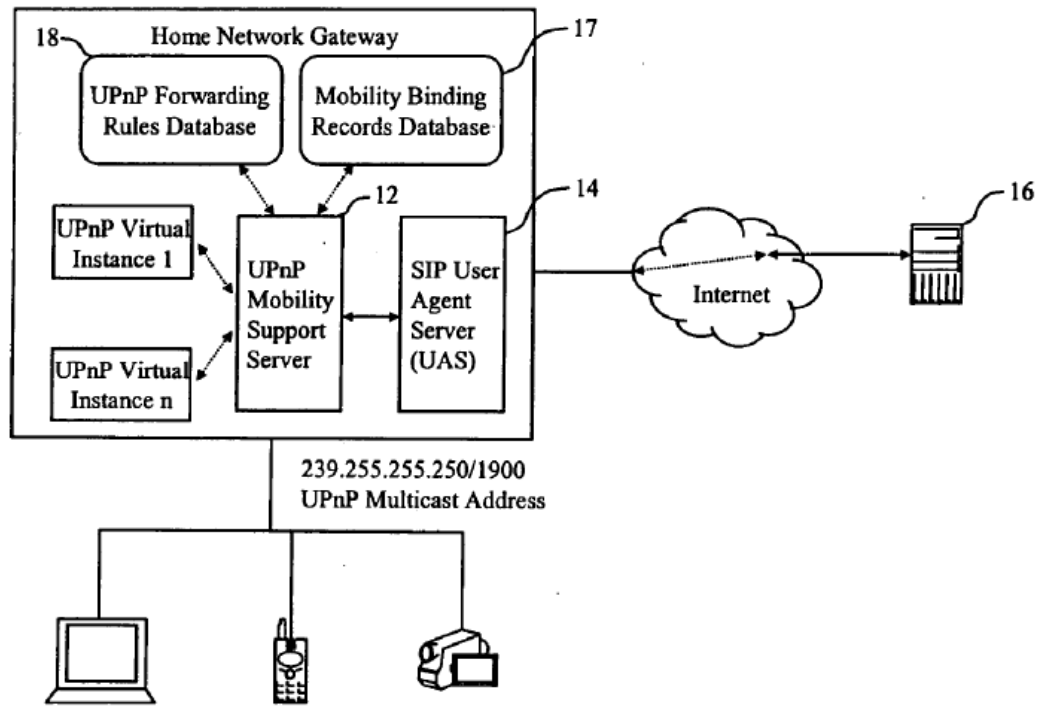 18
Home Network Gateway
17
UPnP Forwarding
Rules Database
Mobility Binding
Records Database
12
14
16
UPnP Virtual
Instance 1
UPnP
Mobility
Support
Server
SIP User
Agent
Server
(UAS)
Internet
UPnP Virtual
Instance n
239.255.255.250/1900
UPnP Multicast Address